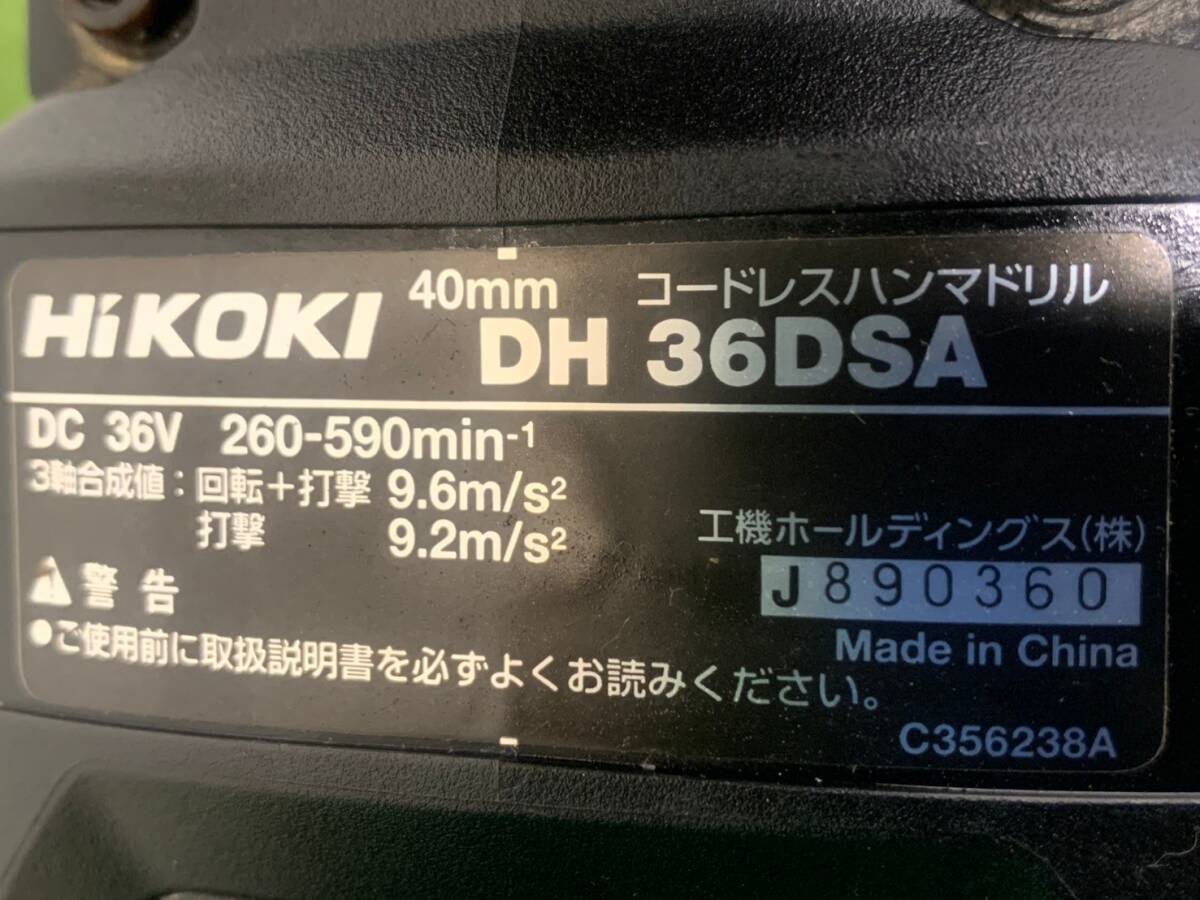 HiKOKI 40mm コードレスハンマドリル
DH 36DSA
DC 36V 260-590min⁻¹
3軸合成値:回転+打撃 9.6m/s²
打撃 9.2m/s²
工機ホールディングス(株)
J890360
⚠警告
Made in China
●ご使用前に取扱説明書を必ずよくお読みください。
C356238A